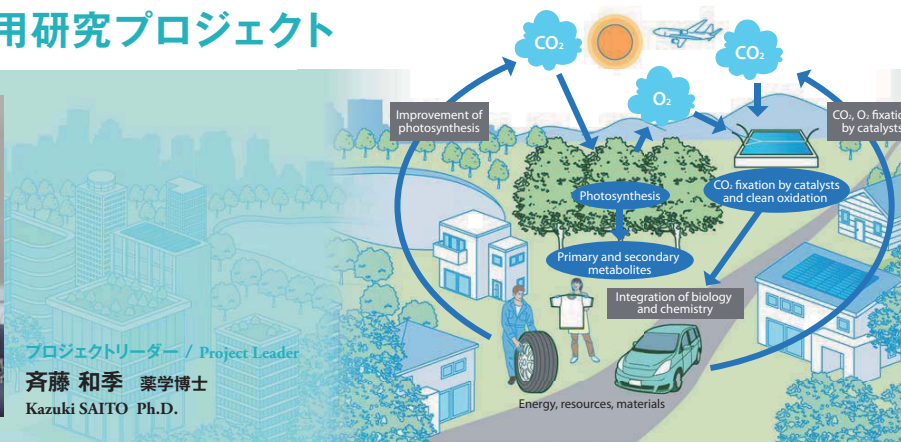 用研究プロジェクト
CO₂
CO₂
O₂
Improvement of
photosynthesis
CO₂, O₂ fixatio
by catalysts
Photosynthesis
CO₂ fixation by catalysts
and clean oxidation
Primary and secondary
metabolites
Integration of biology
and chemistry
プロジェクトリーダー / Project Leader
斉藤 和季 薬学博士
Kazuki SAITO Ph.D.
Energy, resources, materials